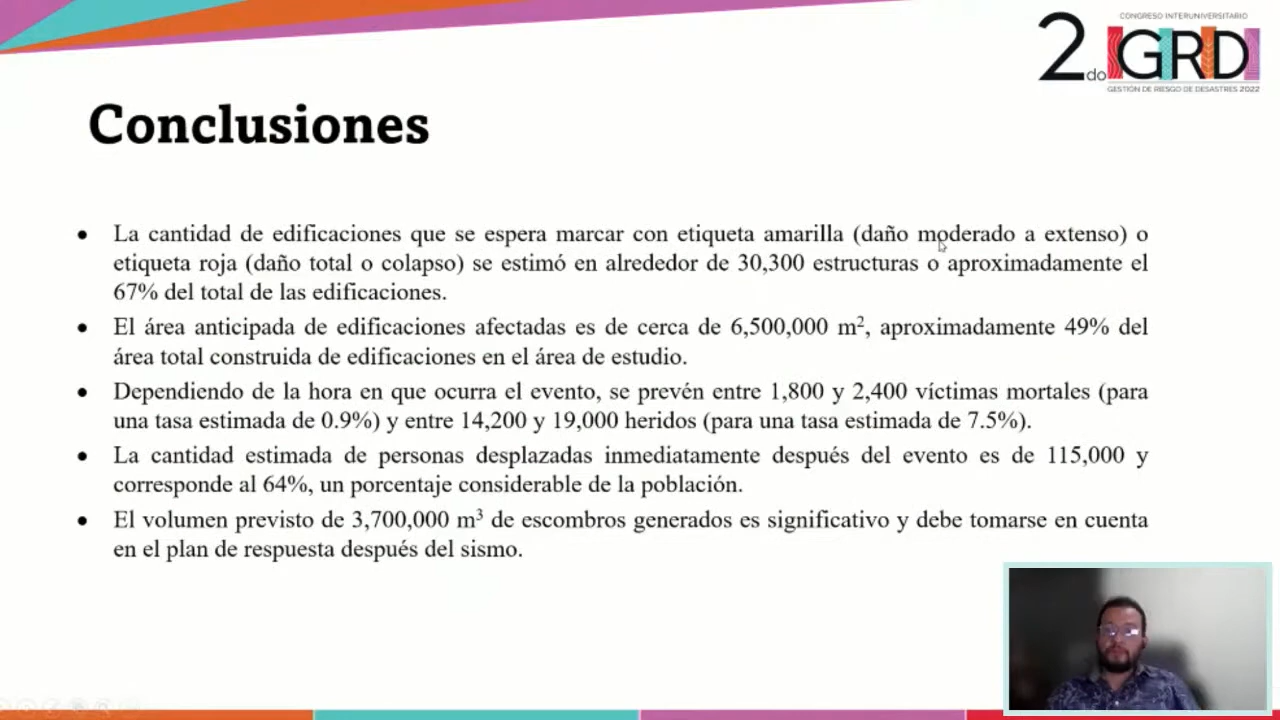 CONGRESO INTERUNIVERSITARIO
2do GRD
GESTIÓN DE RIESGO DE DESASTRES 2022
Conclusiones
• La cantidad de edificaciones que se espera marcar con etiqueta amarilla (daño moderado a extenso) o
etiqueta roja (daño total o colapso) se estimó en alrededor de 30,300 estructuras o aproximadamente el
67% del total de las edificaciones.
• El área anticipada de edificaciones afectadas es de cerca de 6,500,000 m², aproximadamente 49% del
área total construida de edificaciones en el área de estudio.
• Dependiendo de la hora en que ocurra el evento, se prevén entre 1,800 y 2,400 víctimas mortales (para
una tasa estimada de 0.9%) y entre 14,200 y 19,000 heridos (para una tasa estimada de 7.5%).
• La cantidad estimada de personas desplazadas inmediatamente después del evento es de 115,000 y
corresponde al 64%, un porcentaje considerable de la población.
• El volumen previsto de 3,700,000 m³ de escombros generados es significativo y debe tomarse en cuenta
en el plan de respuesta después del sismo.